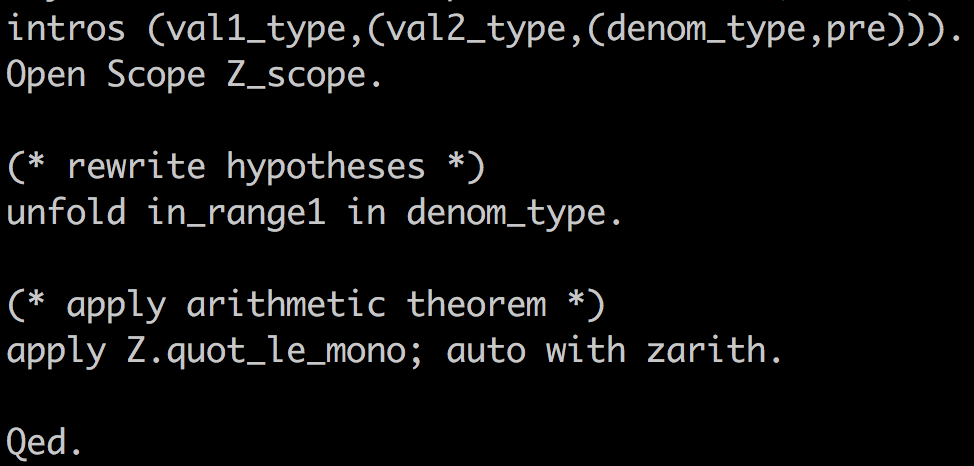 intros (val1_type,(val2_type,(denom_type,pre))).
Open Scope Z_scope.
(* rewrite hypotheses *)
unfold in_range1 in denom_type.
(* apply arithmetic theorem *)
apply Z.quot_le_mono; auto with zarith.
Qed.